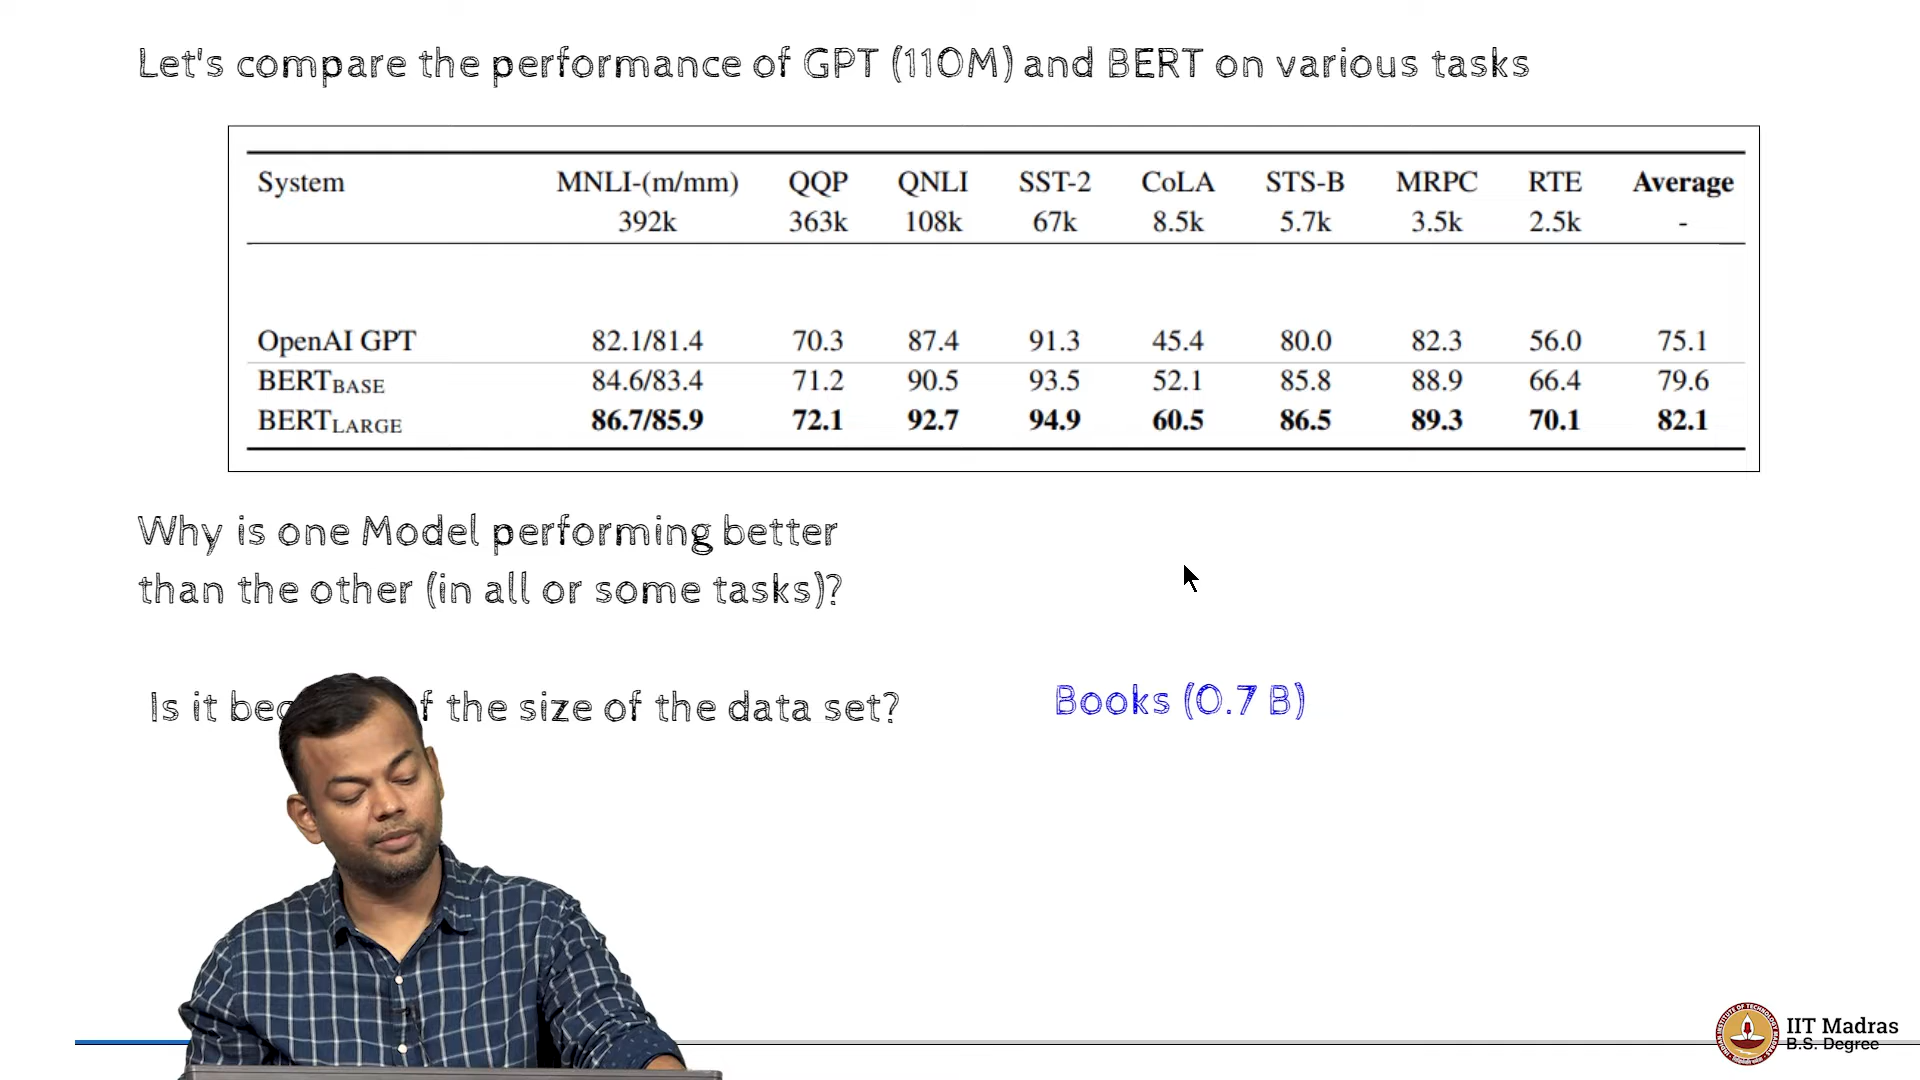 Let's compare the performance of GPT (110M) and BERT on various tasks
System MNLI-(m/mm) QQP QNLI SST-2 CoLA STS-B MRPC RTE Average
392k 363k 108k 67k 8.5k 5.7k 3.5k 2.5k -
OpenAI GPT 82.1/81.4 70.3 87.4 91.3 45.4 80.0 82.3 56.0 75.1
BERTBASE 84.6/83.4 71.2 90.5 93.5 52.1 85.8 88.9 66.4 79.6
BERTLARGE 86.7/85.9 72.1 92.7 94.9 60.5 86.5 89.3 70.1 82.1
Why is one Model performing better
than the other (in all or some tasks)?
Is it the size of the data set? Books (0.7 B)
IIT Madras
B.S. Degree